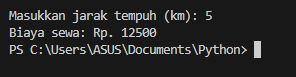 Masukkan jarak tempuh (km): 5
Biaya sewa: Rp. 12500
PS C:\Users\ASUS\Documents\Python>